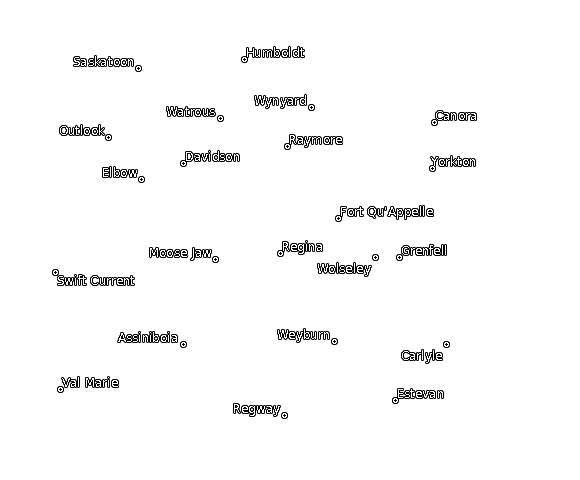 Humboldt
Saskatoon
Wynyard
Watrous
Canora
Outlook
Raymore
Davidson
Yorkton
Elbow
Fort Qu'Appelle
Regina
Grenfell
Moose Jaw
Wolseley
Swift Current
Weyburn
Assiniboia
Carlyle
Val Marie
Estevan
Regway